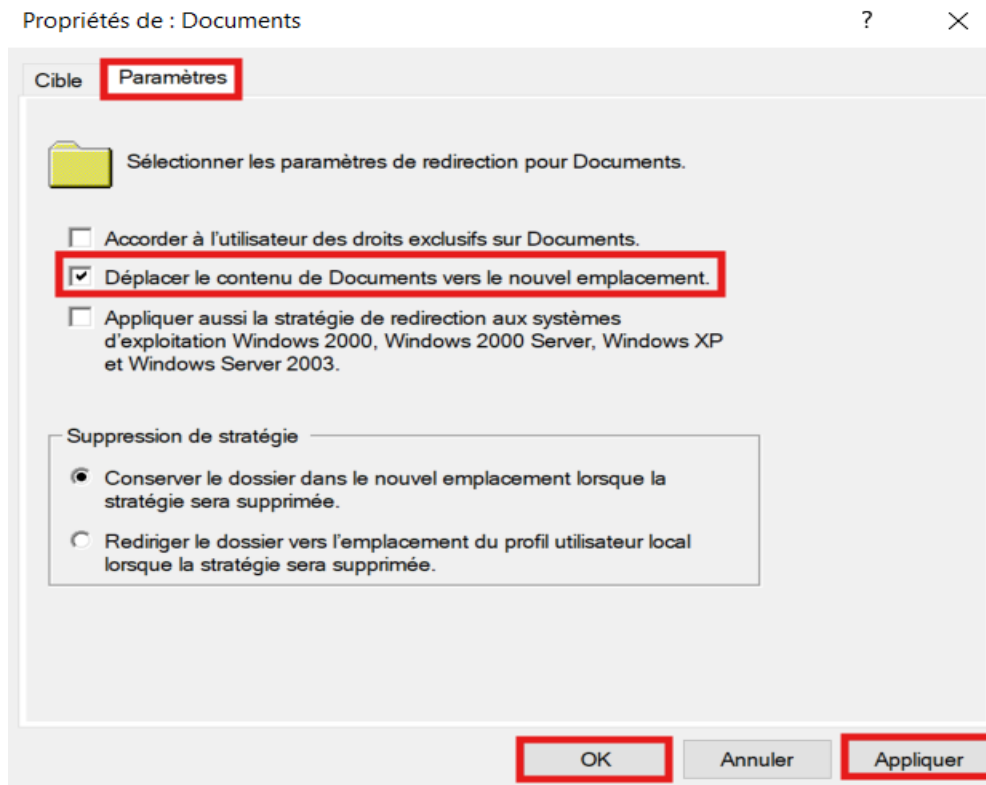 Propriétés de : Documents
?
Cible
Paramètres
Sélectionner les paramètres de redirection pour Documents.
Accorder à l'utilisateur des droits exclusifs sur Documents.
Déplacer le contenu de Documents vers le nouvel emplacement.
Appliquer aussi la stratégie de redirection aux systèmes
d'exploitation Windows 2000, Windows 2000 Server, Windows XP
et Windows Server 2003.
Suppression de stratégie
Conserver le dossier dans le nouvel emplacement lorsque la
stratégie sera supprimée.
Rediriger le dossier vers l'emplacement du profil utilisateur local
lorsque la stratégie sera supprimée.
OK
Annuler
Appliquer